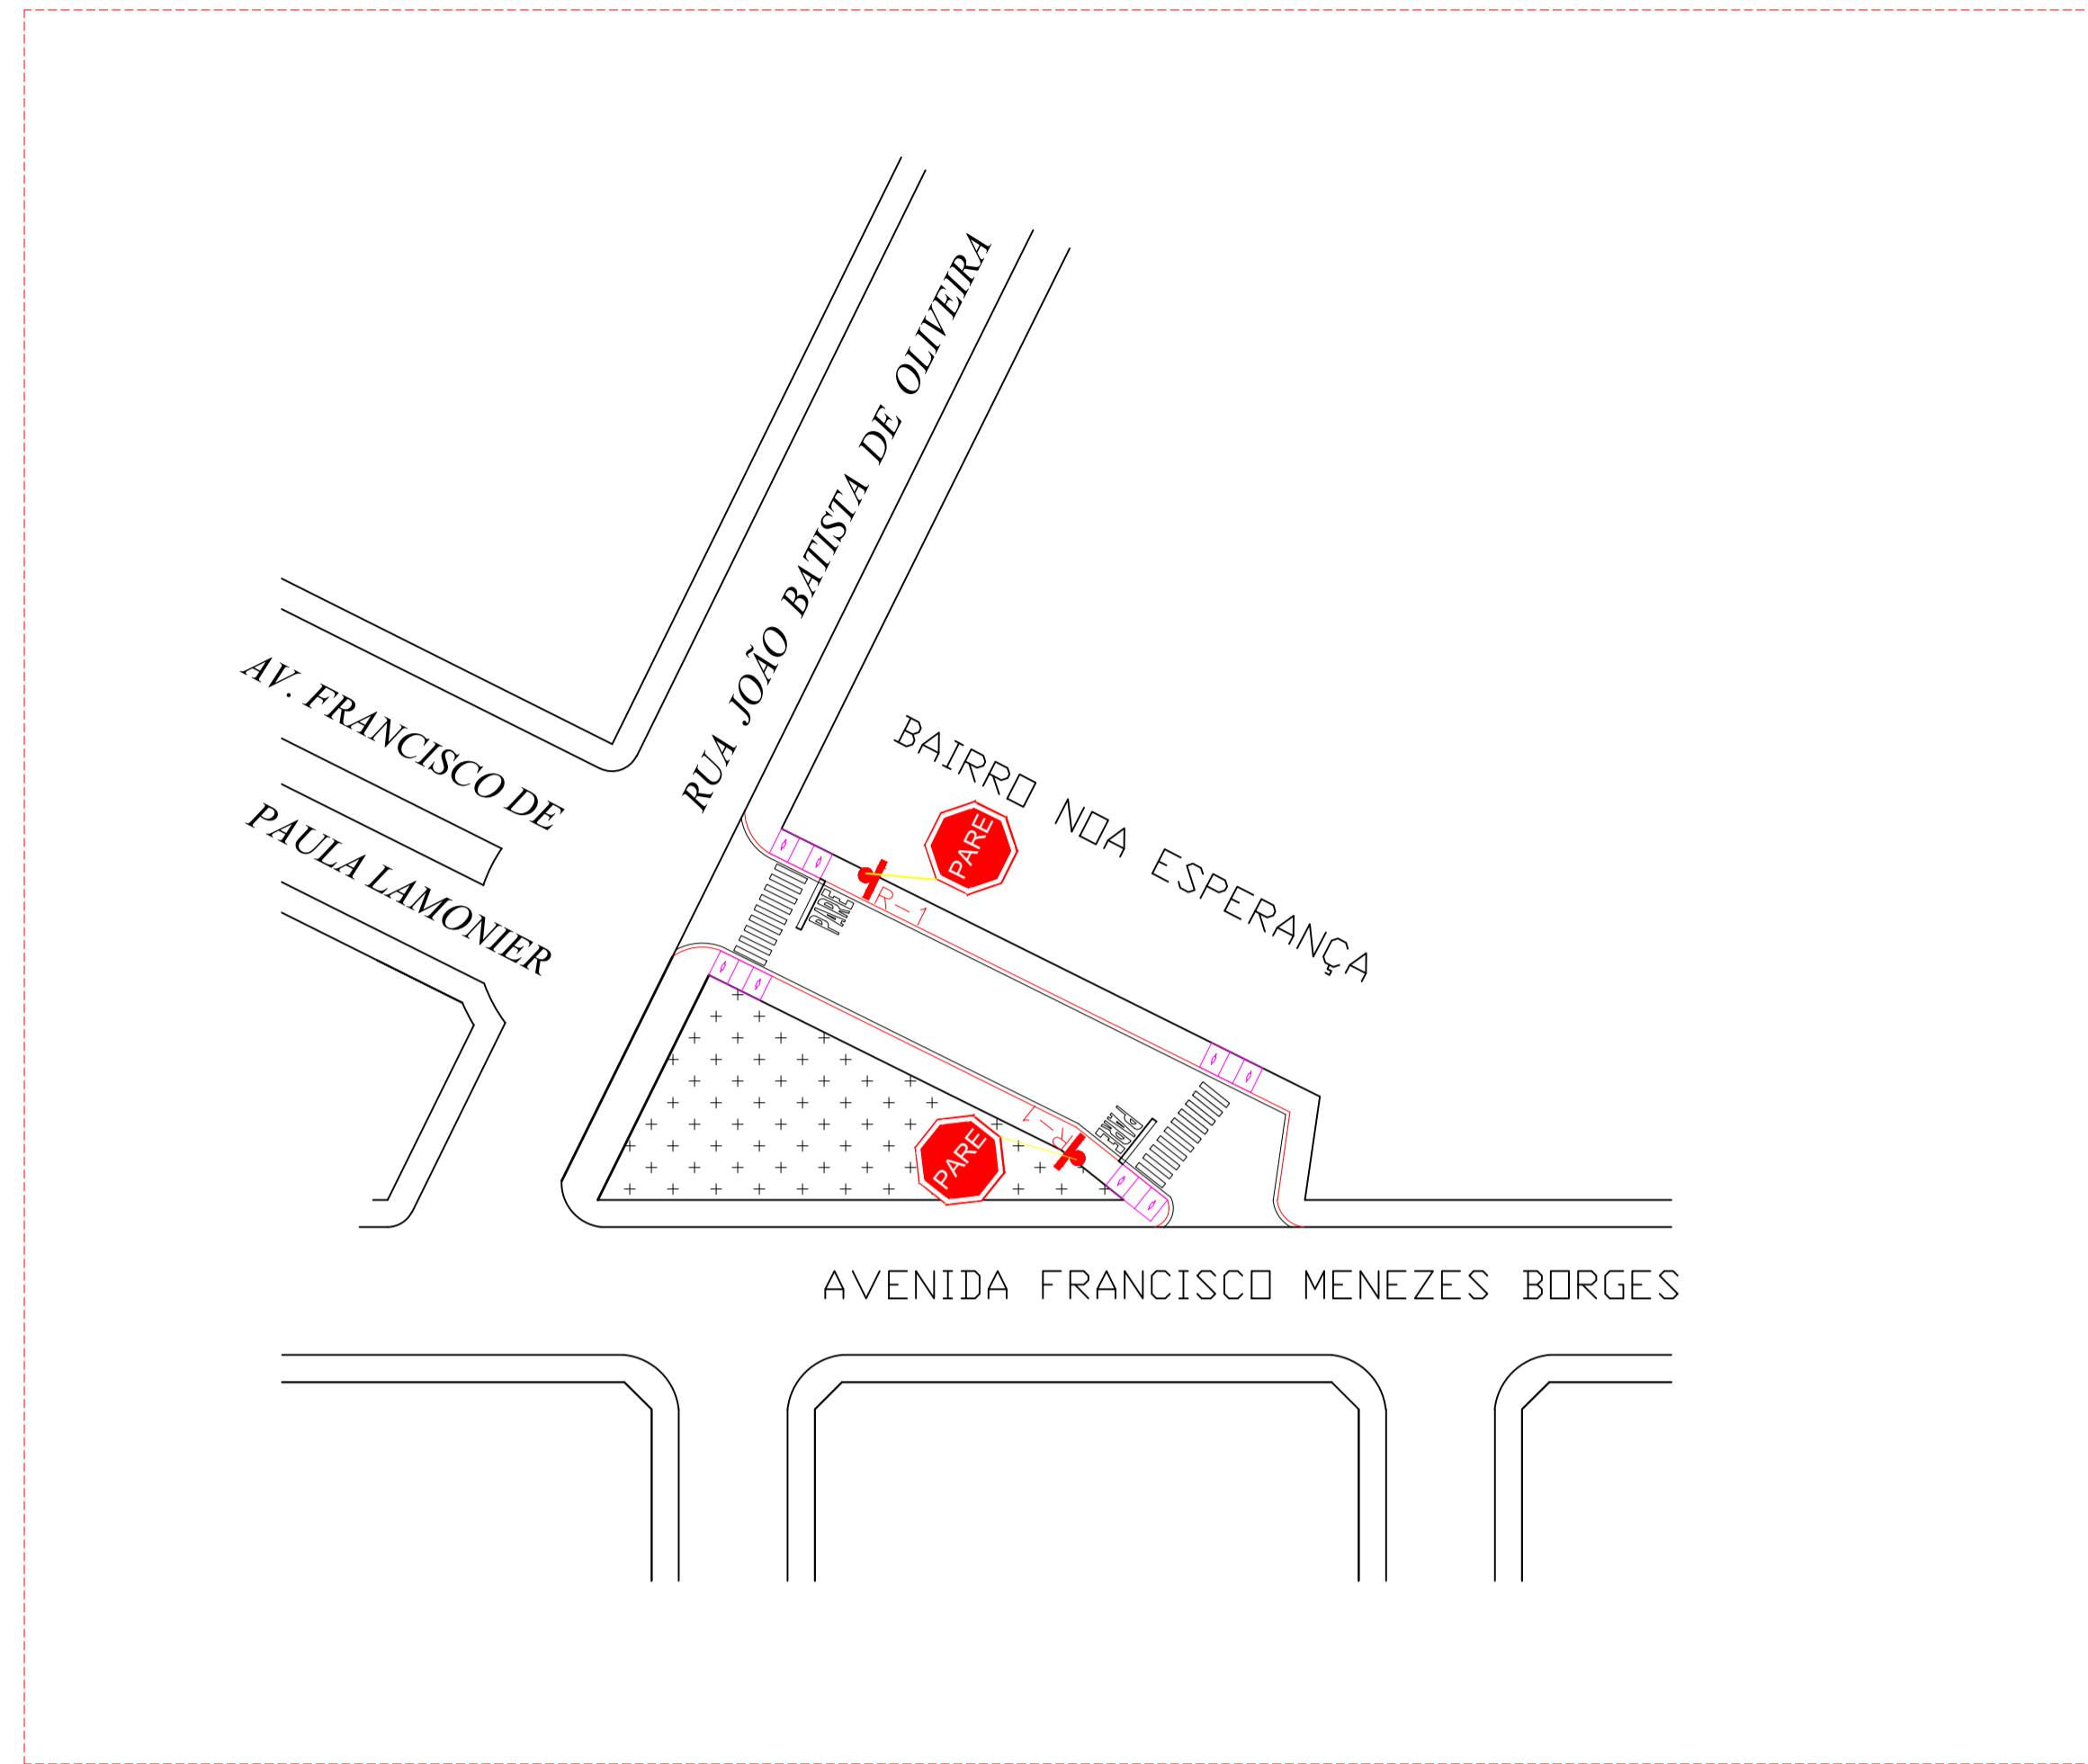 RUA JOÃO BATISTA DE OLIVEIRA
AV. FRANCISCO DE
PAULA LAMONIER
BAIRRO NOA ESPERANÇA
PARE
PARE
R-1
R-1
PARE
PARE
AVENIDA FRANCISCO MENEZES BORGES